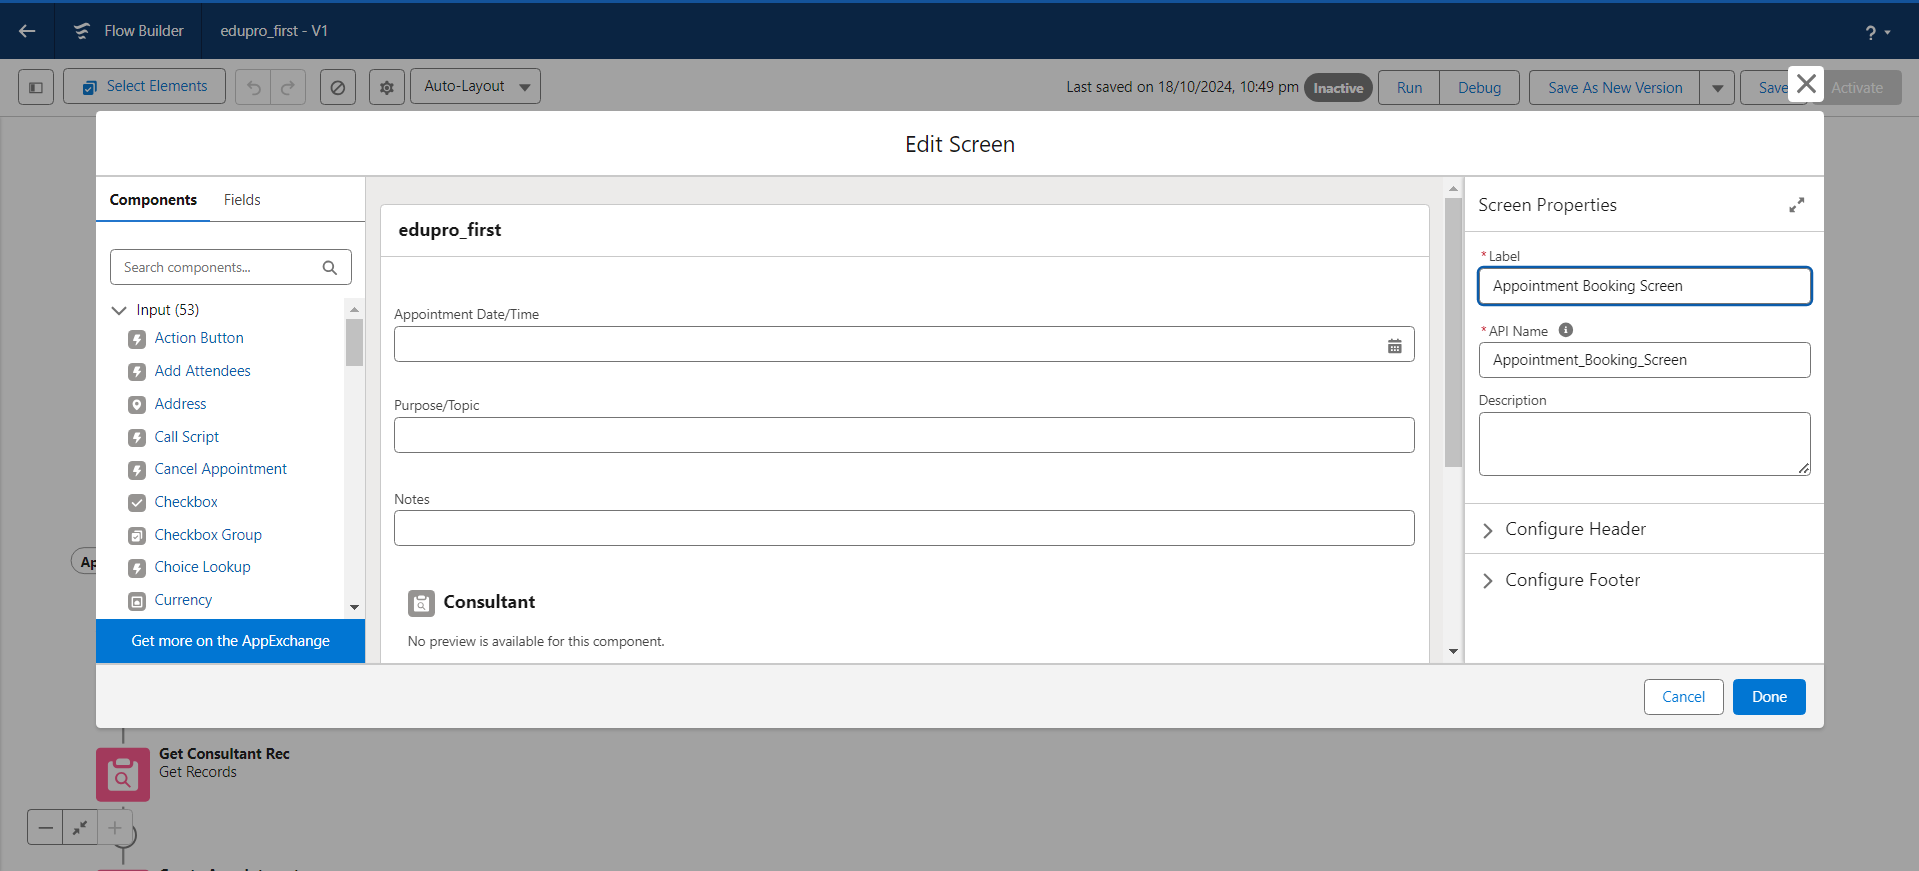 Flow Builder
edupro_first - V1
?
Select Elements
Auto-Layout
Last saved on 18/10/2024, 10:49 pm
Inactive
Run
Debug
Save As New Version
Save
Activate
Edit Screen
Components
Fields
Search components...
Input (53)
Action Button
Add Attendees
Address
Call Script
Cancel Appointment
Checkbox
Checkbox Group
Choice Lookup
Currency
Get more on the AppExchange
edupro_first
Appointment Date/Time
Purpose/Topic
Notes
Consultant
No preview is available for this component.
Screen Properties
* Label
Appointment Booking Screen
* API Name
Appointment_Booking_Screen
Description
Configure Header
Configure Footer
Cancel
Done
Ap
Get Consultant Rec
Get Records